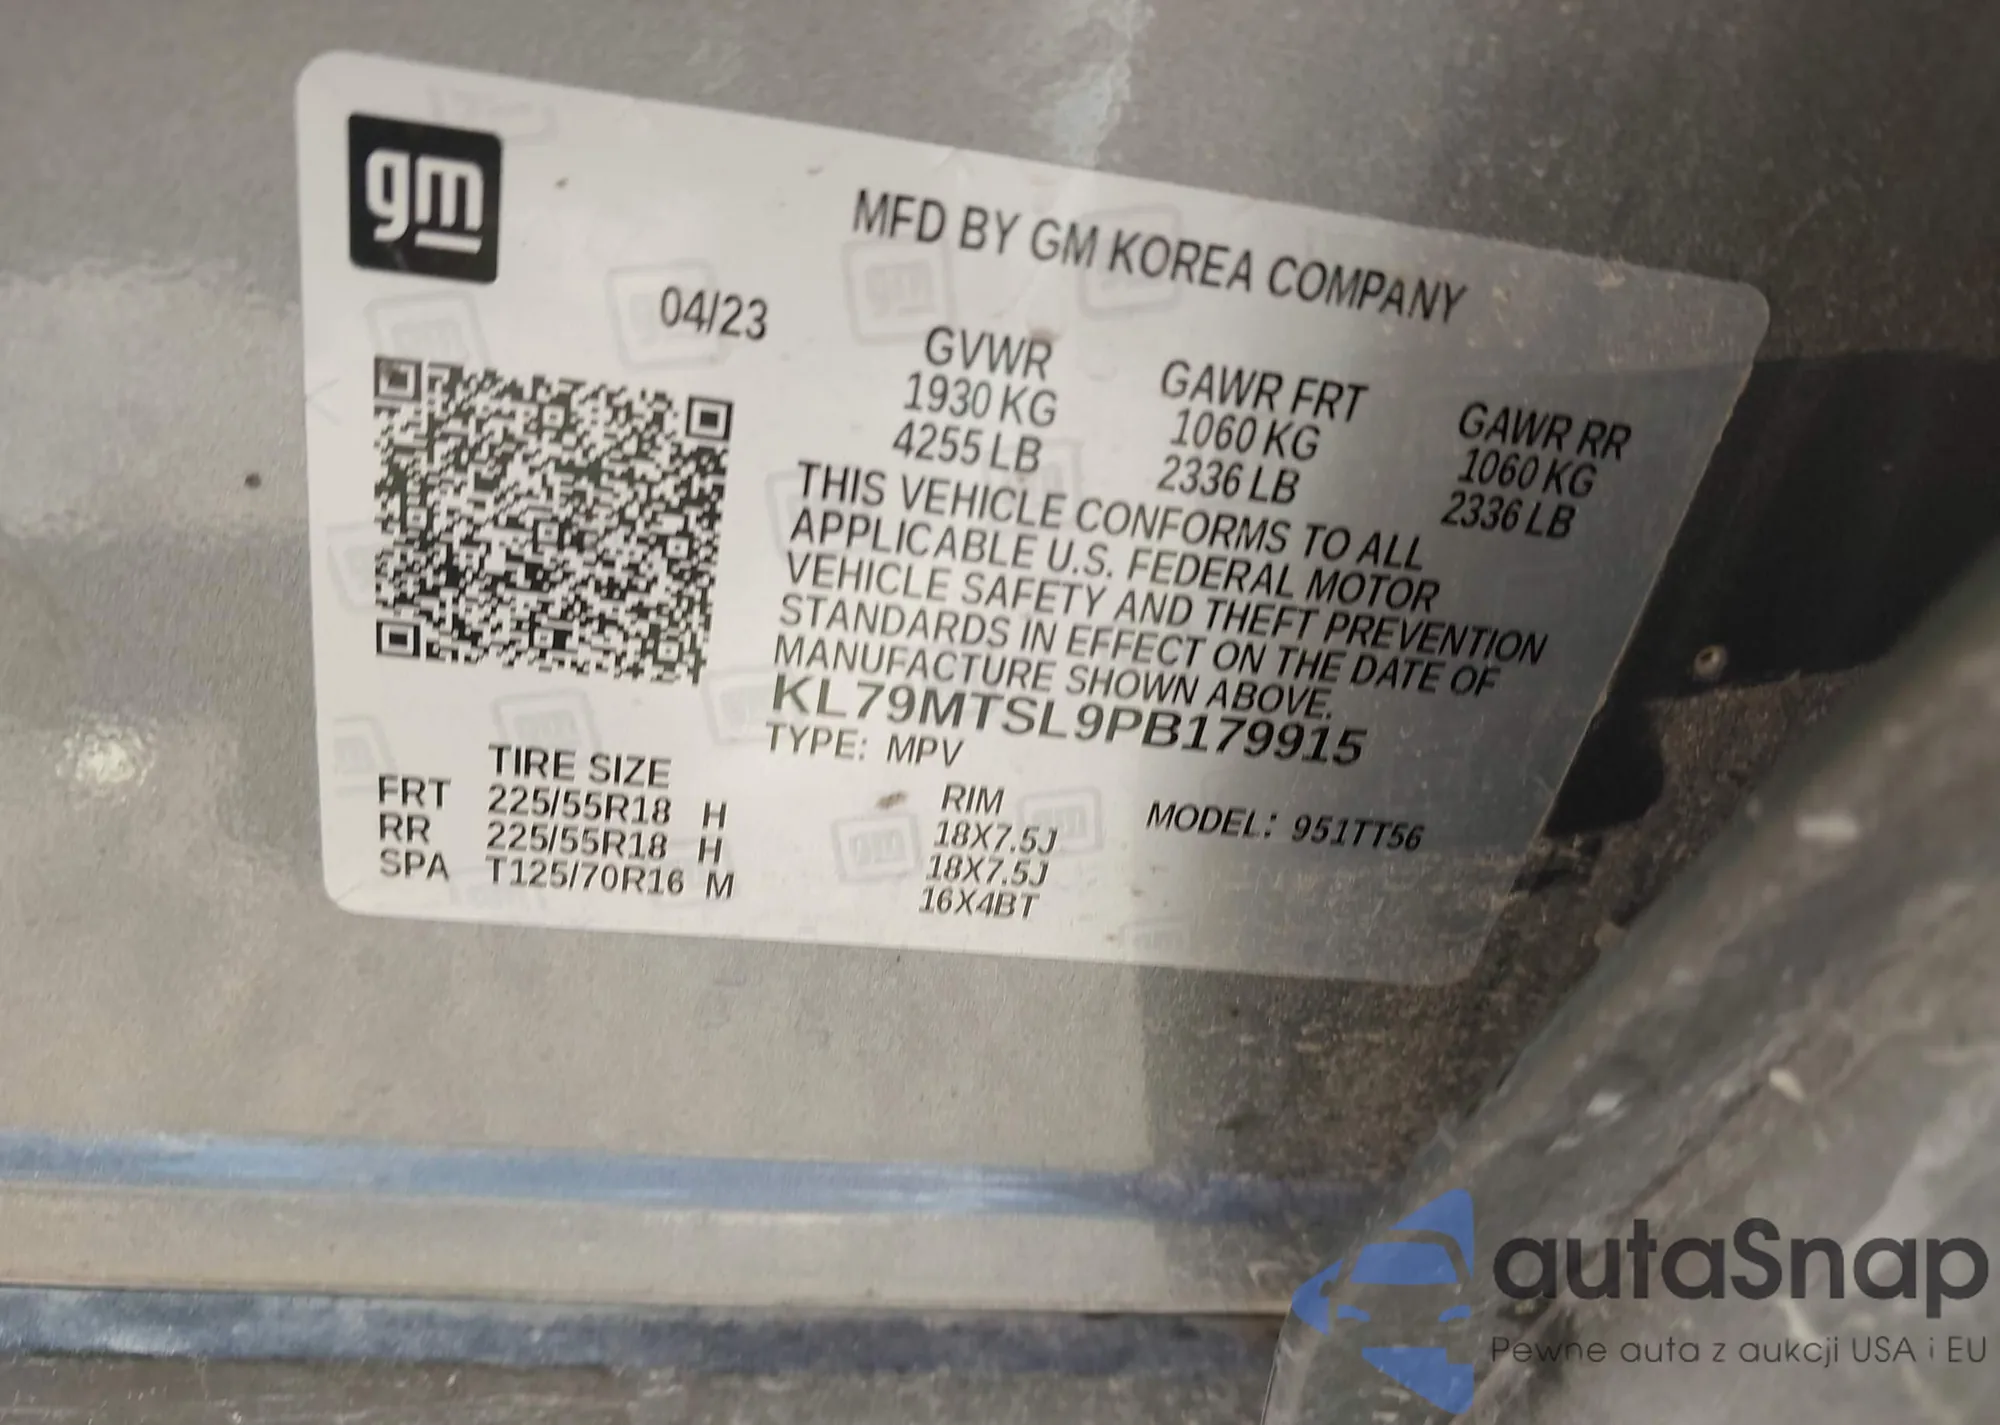 gm
MFD BY GM KOREA COMPANY
04/23
GVWR GAWR FRT GAWR RR
1930 KG 1060 KG 1060 KG
4255 LB 2336 LB 2336 LB
THIS VEHICLE CONFORMS TO ALL
APPLICABLE U.S. FEDERAL MOTOR
VEHICLE SAFETY AND THEFT PREVENTION
STANDARDS IN EFFECT ON THE DATE OF
MANUFACTURE SHOWN ABOVE.
KL79MTSL9PB179915
TYPE: MPV
TIRE SIZE RIM MODEL: 951TT56
FRT 225/55R18 H 18X7.5J
RR 225/55R18 H 18X7.5J
SPA T125/70R16 M 16X4BT
autaSnap
Pewne auta z aukcji USA i EU